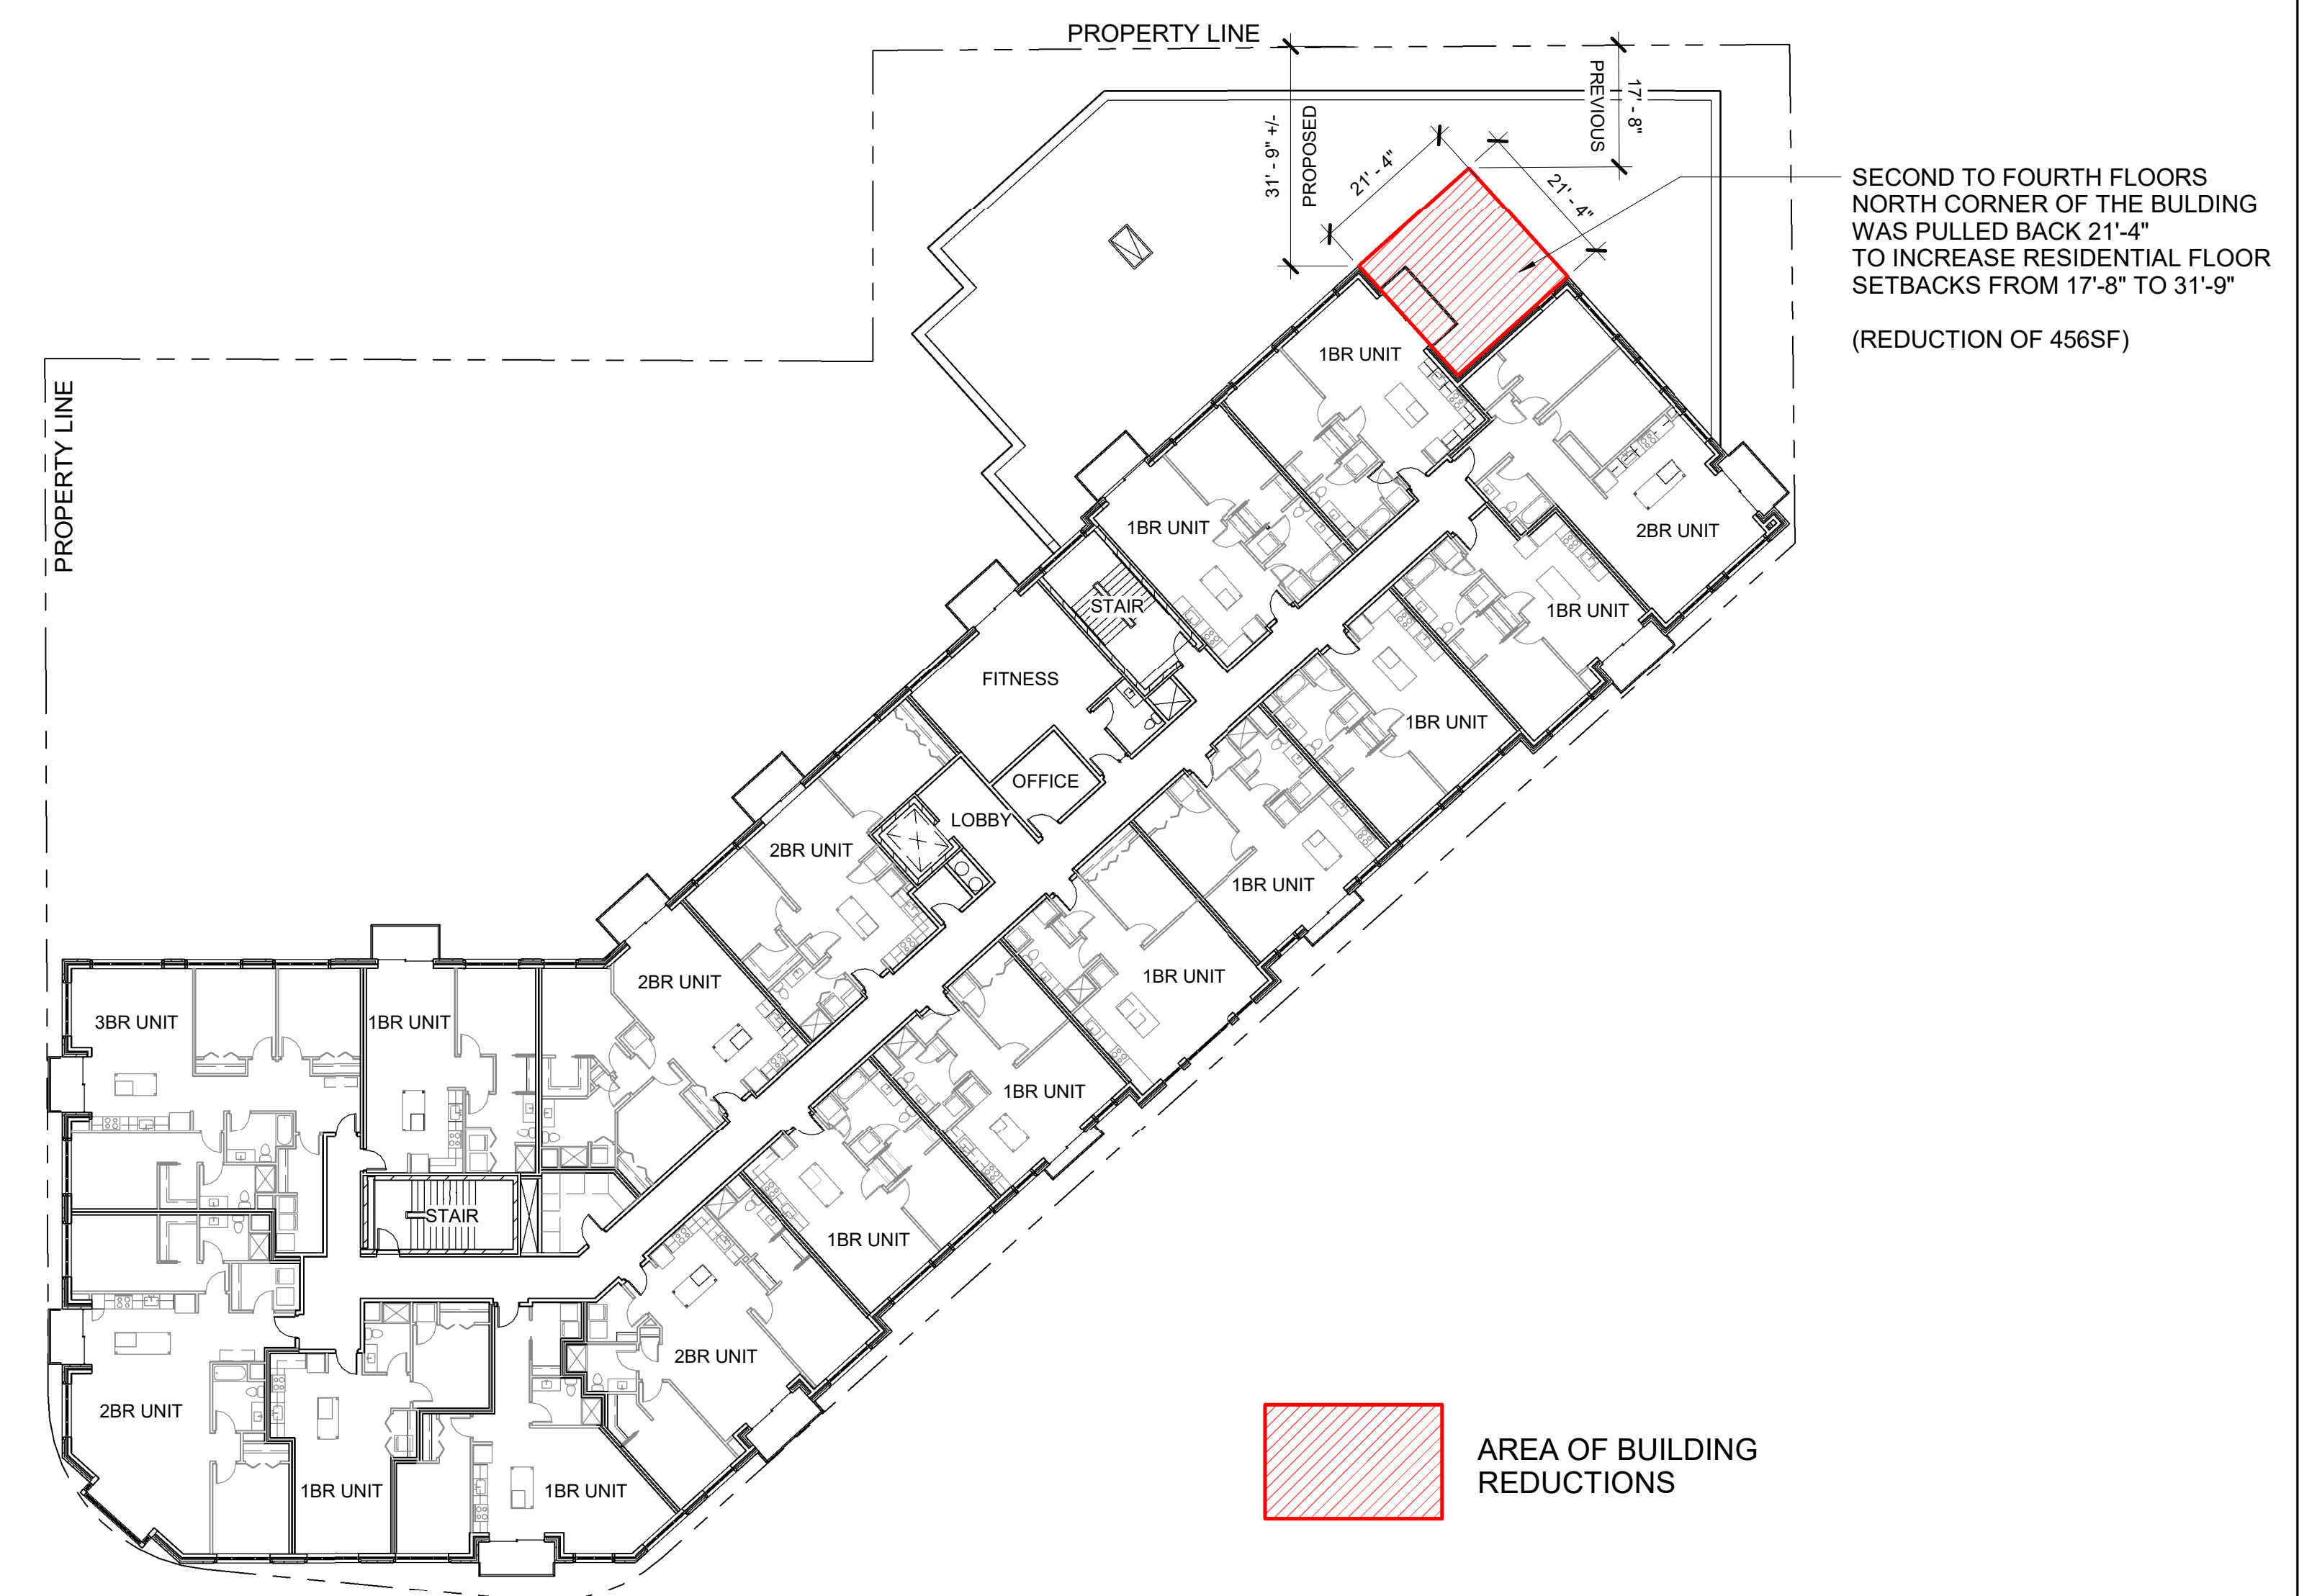 PROPERTY LINE
PROPERTY LINE
31' - 9" +/-
PROPOSED
17' - 8"
PREVIOUS
21' - 4"
21' - 4"
SECOND TO FOURTH FLOORS
NORTH CORNER OF THE BULDING
WAS PULLED BACK 21'-4"
TO INCREASE RESIDENTIAL FLOOR
SETBACKS FROM 17'-8" TO 31'-9"
(REDUCTION OF 456SF)
1BR UNIT
1BR UNIT
2BR UNIT
STAIR
1BR UNIT
FITNESS
1BR UNIT
OFFICE
LOBBY
2BR UNIT
1BR UNIT
1BR UNIT
2BR UNIT
3BR UNIT
1BR UNIT
1BR UNIT
STAIR
1BR UNIT
2BR UNIT
2BR UNIT
1BR UNIT
1BR UNIT
AREA OF BUILDING
REDUCTIONS